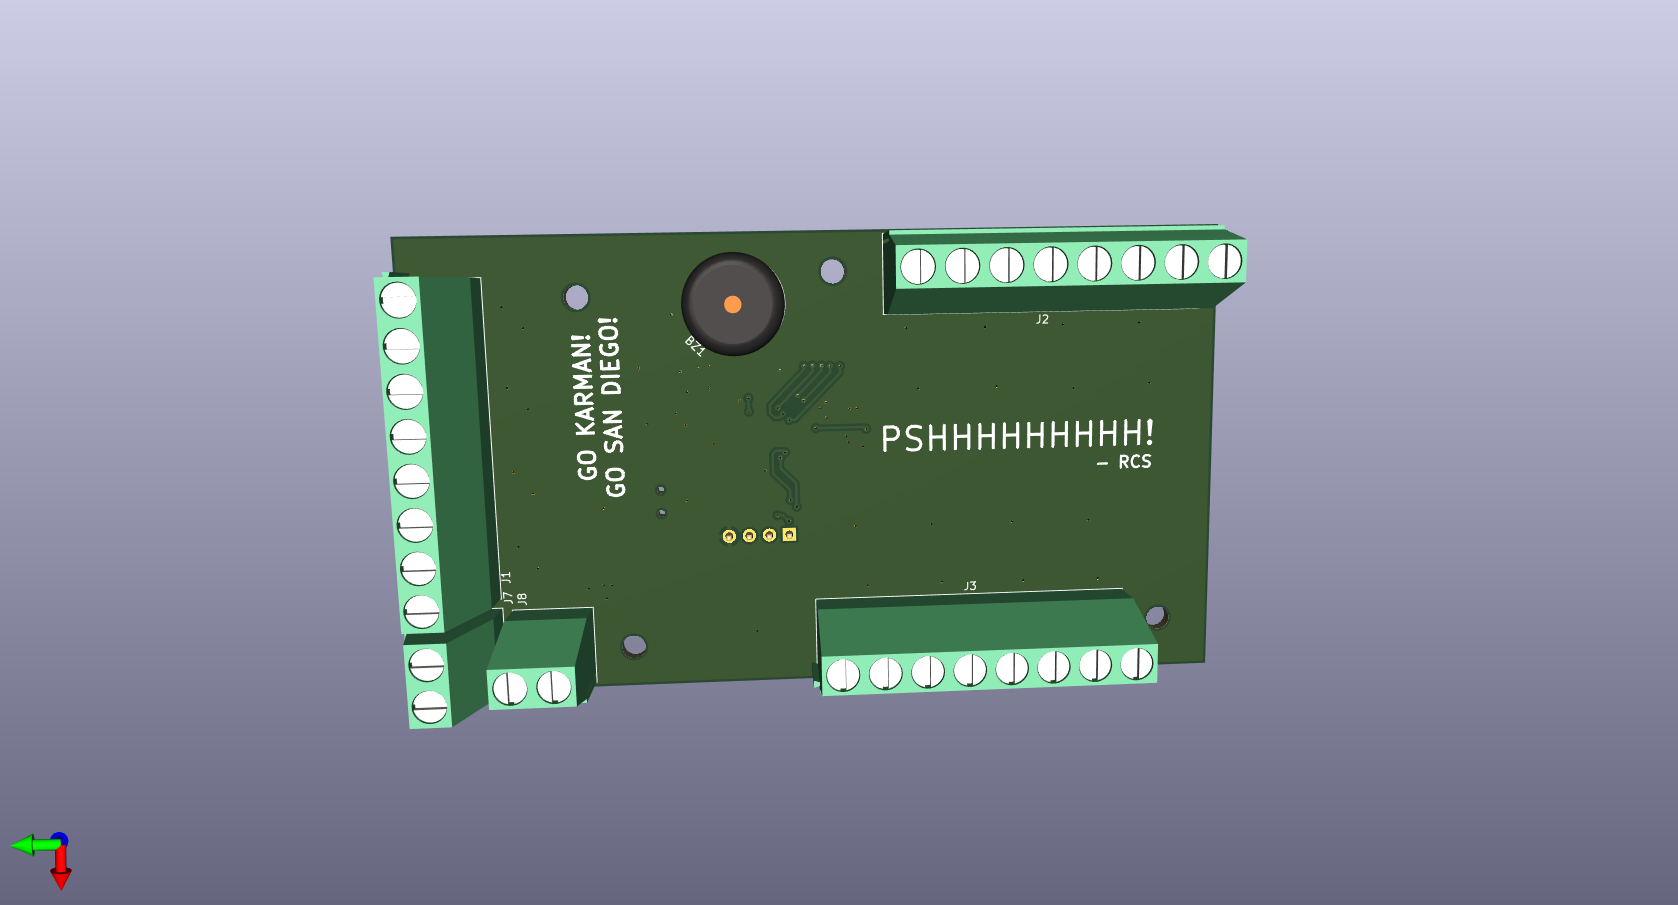 J2
BZ1
GO KARMAN!
GO SAN DIEGO!
PSHHHHHHHHH!
— RCS
J1
J7
J8
J3